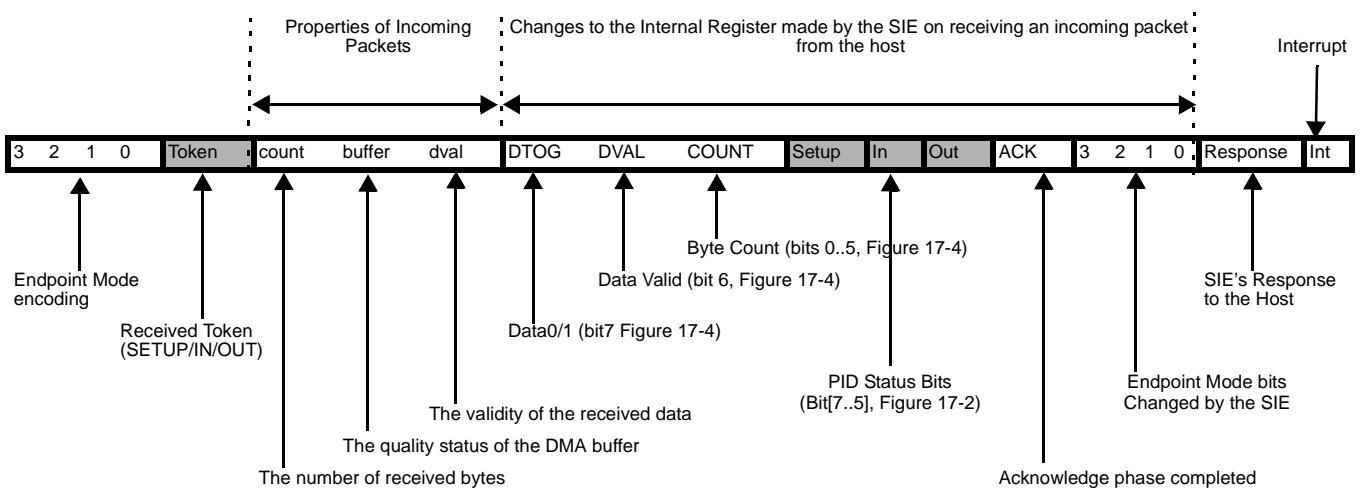 Properties of Incoming
Packets
Changes to the Internal Register made by the SIE on receiving an incoming packet
from the host
Interrupt
3 2 1 0 Token count buffer dval DTOG DVAL COUNT Setup In Out ACK 3 2 1 0 Response Int
Byte Count (bits 0..5, Figure 17-4)
Endpoint Mode
encoding
Data Valid (bit 6, Figure 17-4)
SIE's Response
to the Host
Received Token
(SETUP/IN/OUT)
Data0/1 (bit7 Figure 17-4)
PID Status Bits
(Bit[7..5], Figure 17-2)
Endpoint Mode bits
Changed by the SIE
The validity of the received data
The quality status of the DMA buffer
The number of received bytes
Acknowledge phase completed